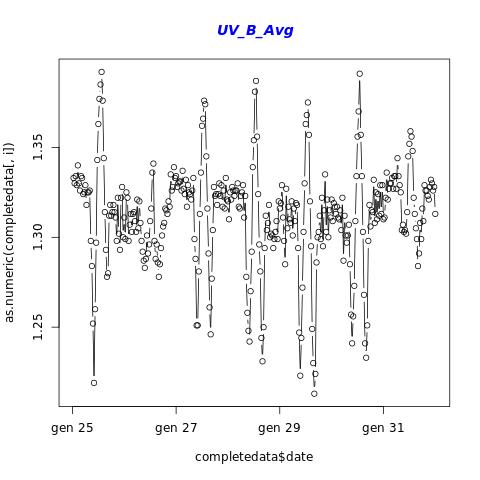 UV_B_Avg
as.numeric(completedata[, i])
1.35
1.30
1.25
gen 25
gen 27
gen 29
gen 31
completedata$date